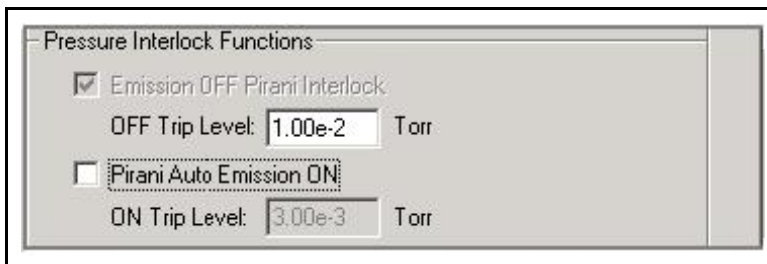 Pressure Interlock Functions
Emission OFF Pirani Interlock
OFF Trip Level: 1.00e-2 Torr
Pirani Auto Emission ON
ON Trip Level: 3.00e-3 Torr